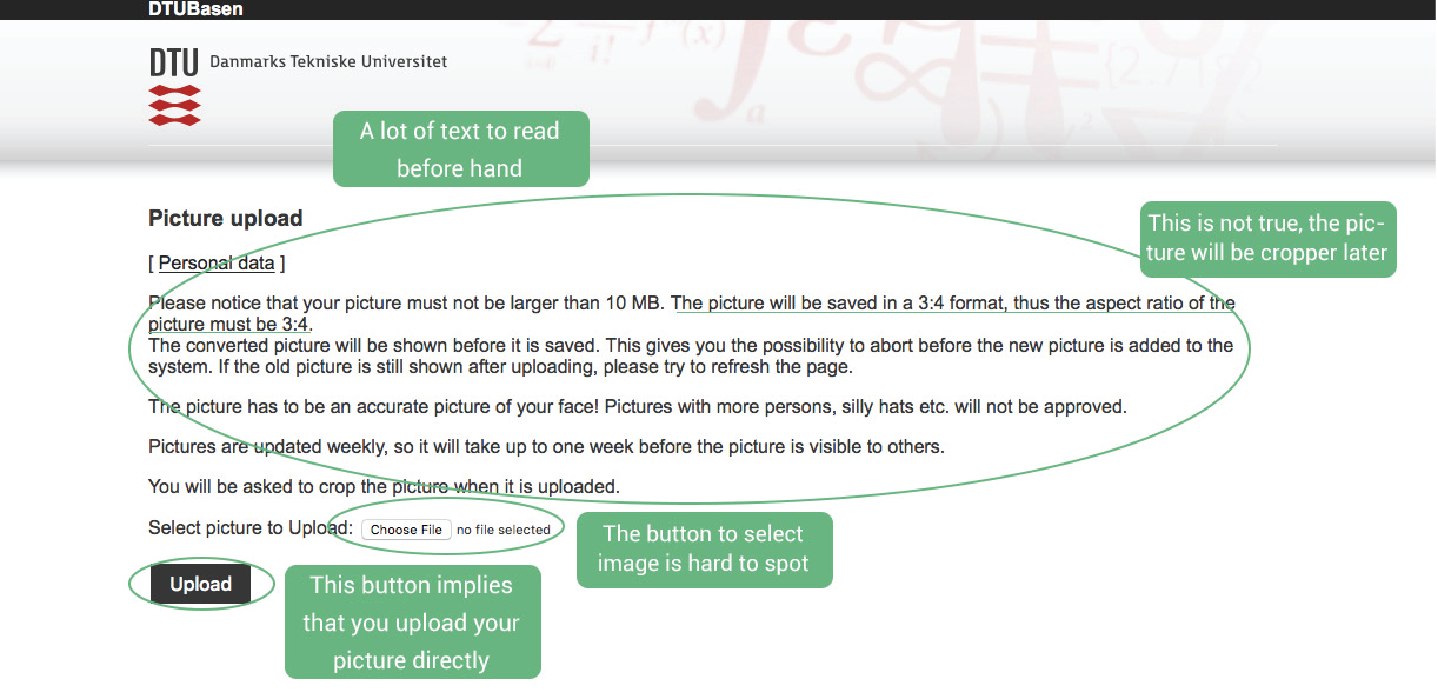 DTUBasen
DTU Danmarks Tekniske Universitet
A lot of text to read
before hand
Picture upload
This is not true, the pic-
ture will be cropper later
[ Personal data ]
Please notice that your picture must not be larger than 10 MB. The picture will be saved in a 3:4 format, thus the aspect ratio of the
picture must be 3:4.
The converted picture will be shown before it is saved. This gives you the possibility to abort before the new picture is added to the
system. If the old picture is still shown after uploading, please try to refresh the page.
The picture has to be an accurate picture of your face! Pictures with more persons, silly hats etc. will not be approved.
Pictures are updated weekly, so it will take up to one week before the picture is visible to others.
You will be asked to crop the picture when it is uploaded.
Select picture to Upload: Choose File no file selected
The button to select
image is hard to spot
Upload
This button implies
that you upload your
picture directly